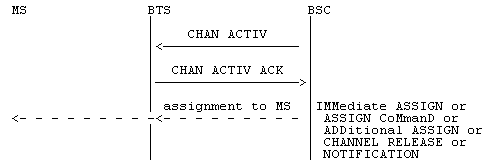 MS BTS BSC
CHAN ACTIV
CHAN ACTIV ACK
assignment to MS IMMediate ASSIGN or
ASSIGN CoMmanD or
ADDitional ASSIGN or
CHANNEL RELEASE or
NOTIFICATION